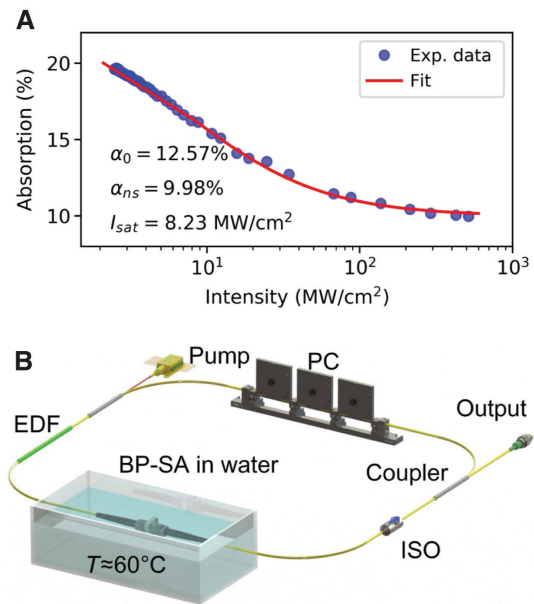 A
Absorption (%)
20
15
10
Exp. data
Fit
α₀ = 12.57%
αₙₛ = 9.98%
Iₛₐₜ = 8.23 MW/cm²
10¹ 10² 10³
Intensity (MW/cm²)
B
Pump PC
Output
EDF
BP-SA in water
Coupler
ISO
T≈60°C